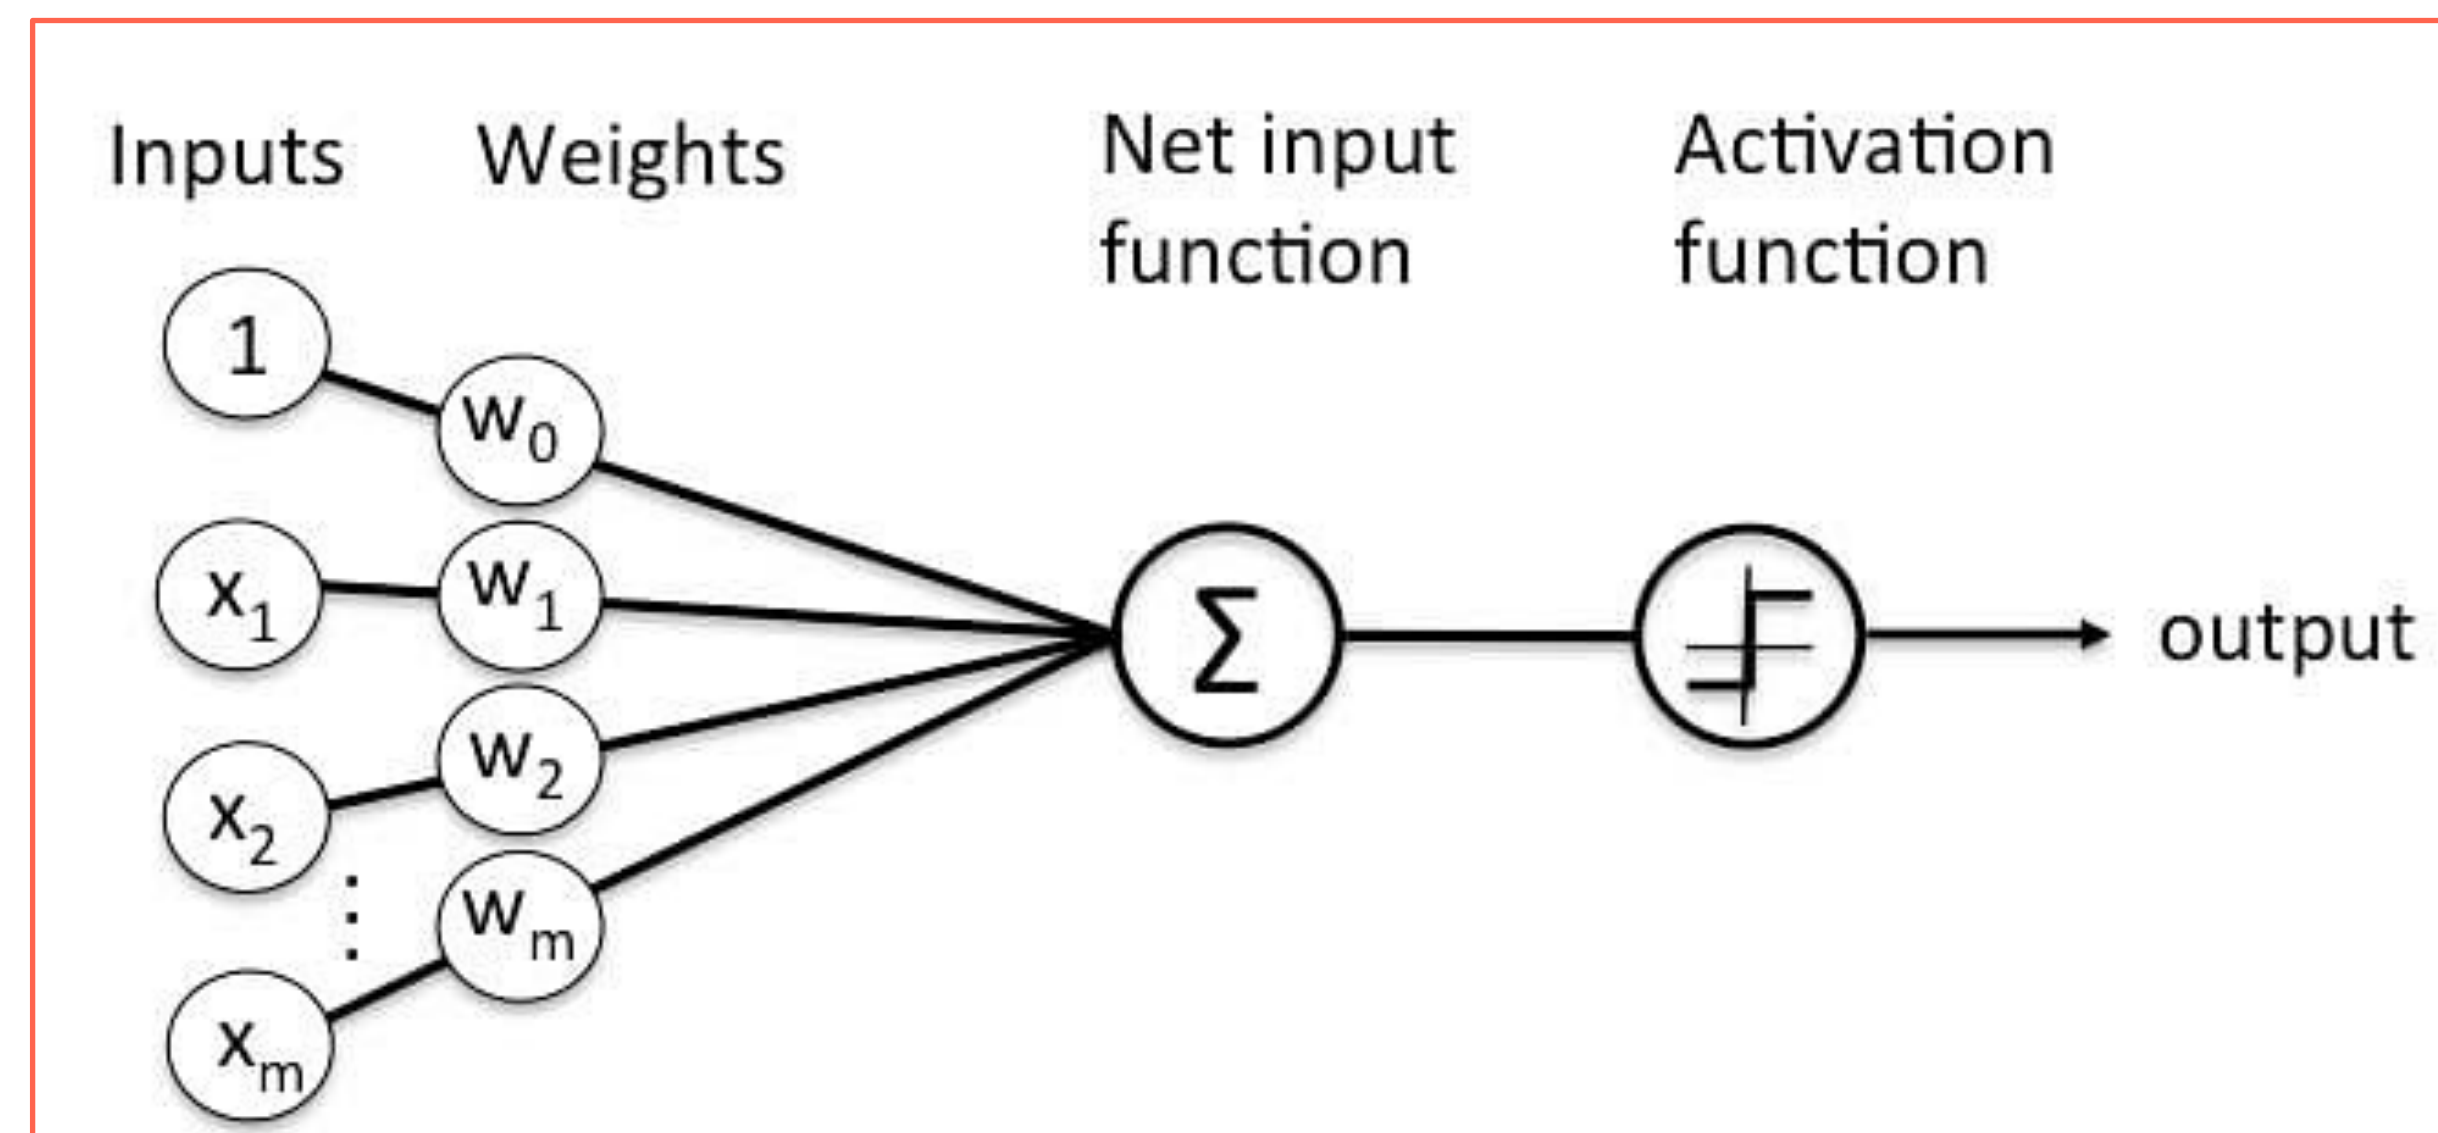 Inputs
Weights
Net input
function
Activation
function
1
w₀
x₁
w₁
x₂
w₂
⋮
xₘ
wₘ
Σ
output